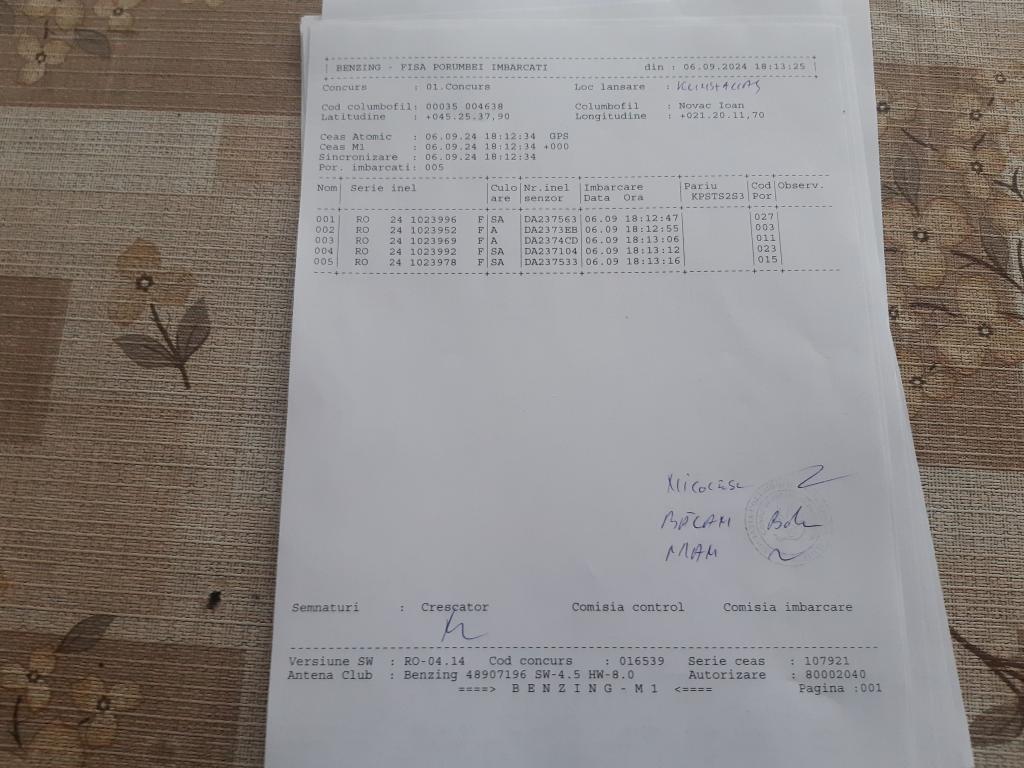 BENZING - FISA PORUMBEI IMBARCATI din : 06.09.2024 18:13:25
Concurs : 01.Concurs Loc lansare :
Cod columbofil: 00035 004638 Columbofil : Novac Ioan
Latitudine : +045.25.37,90 Longitudine : +021.20.11,70
Ceas Atomic : 06.09.24 18:12:34 GPS
Ceas M1 : 06.09.24 18:12:34 +000
Sincronizare : 06.09.24 18:12:34
Por. imbarcati: 005
Nom| Serie inel |Culo|Nr.inel |Imbarcare |Pariu |Cod|Observ.
|are |senzor |Data Ora | KPSTS2S3|Por|
001| RO 24 1023996 F|SA |DA237563|06.09 18:12:47| |027|
002| RO 24 1023952 F|A |DA2373EB|06.09 18:12:55| |003|
003| RO 24 1023969 F|A |DA2374CD|06.09 18:13:06| |011|
004| RO 24 1023992 F|SA |DA237104|06.09 18:13:12| |023|
005| RO 24 1023978 F|SA |DA237533|06.09 18:13:16| |015|
Semnaturi : Crescator Comisia control Comisia imbarcare
Versiune SW : RO-04.14 Cod concurs : 016539 Serie ceas : 107921
Antena Club : Benzing 48907196 SW-4.5 HW-8.0 Autorizare : 80002040
====> B E N Z I N G - M 1 <==== Pagina :001